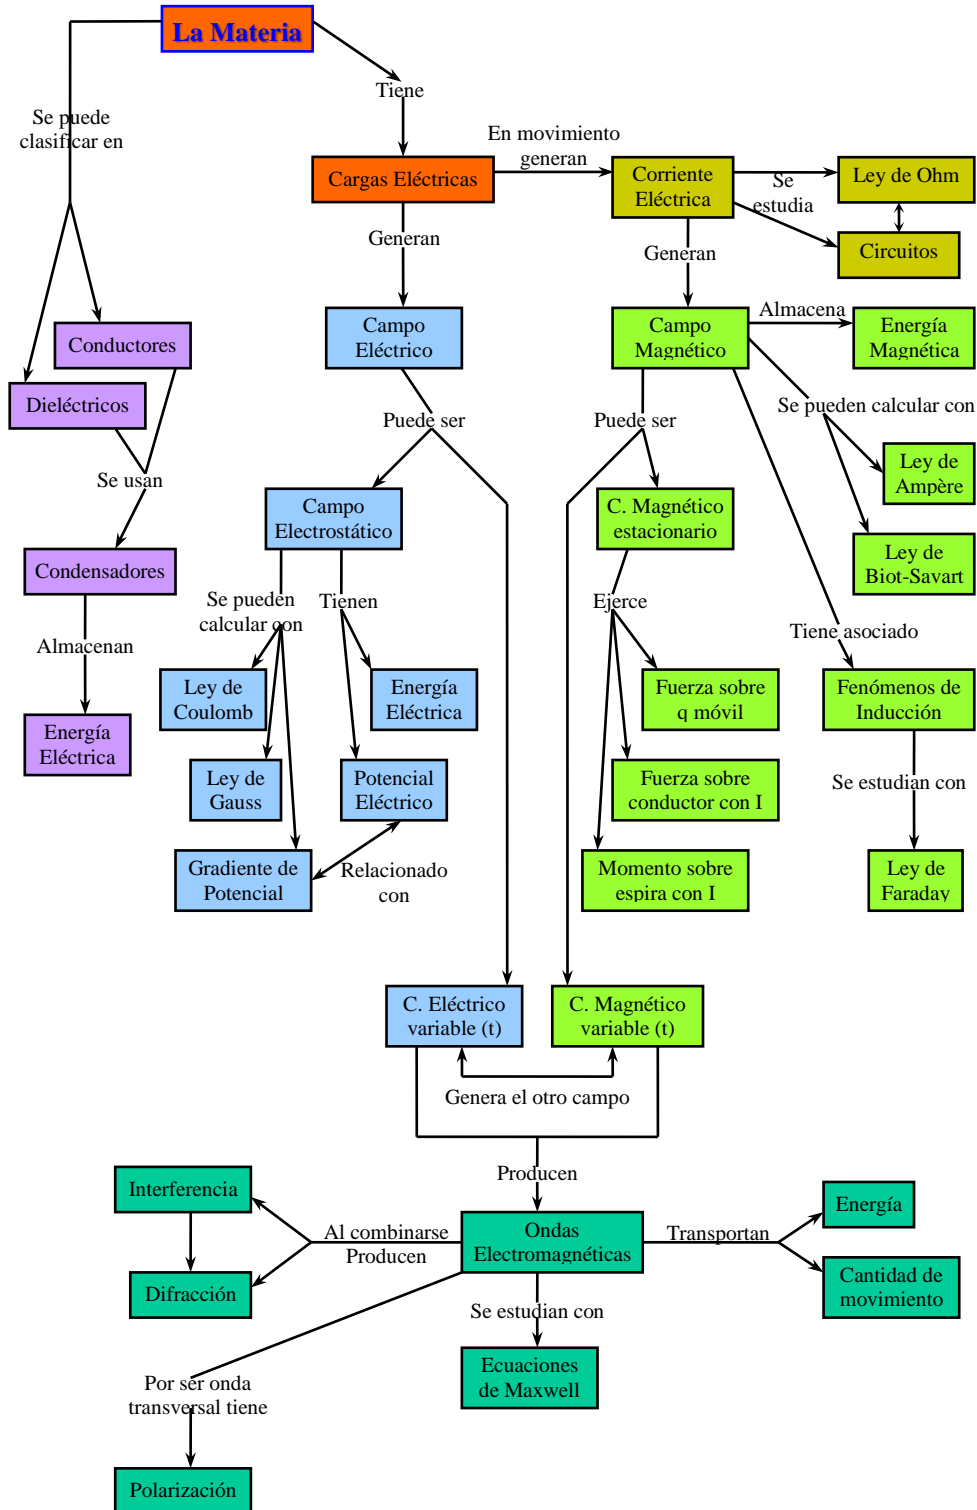 La Materia
Tiene
Se puede
clasificar en
En movimiento
generan
Cargas Eléctricas
Corriente
Eléctrica
Se
estudia
Ley de Ohm
Circuitos
Generan
Generan
Campo
Eléctrico
Campo
Magnético
Almacena
Energía
Magnética
Conductores
Dieléctricos
Se usan
Condensadores
Almacenan
Energía
Eléctrica
Puede ser
Puede ser
Se pueden calcular con
Ley de
Ampère
Ley de
Biot-Savart
Campo
Electrostático
C. Magnético
estacionario
Se pueden
calcular con
Tienen
Ejerce
Tiene asociado
Ley de
Coulomb
Energía
Eléctrica
Fuerza sobre
q móvil
Fenómenos de
Inducción
Ley de
Gauss
Potencial
Eléctrico
Fuerza sobre
conductor con I
Se estudian con
Gradiente de
Potencial
Relacionado
con
Momento sobre
espira con I
Ley de
Faraday
C. Eléctrico
variable (t)
C. Magnético
variable (t)
Genera el otro campo
Producen
Interferencia
Al combinarse
Producen
Difracción
Ondas
Electromagnéticas
Transportan
Energía
Cantidad de
movimiento
Se estudian con
Ecuaciones
de Maxwell
Por ser onda
transversal tiene
Polarización